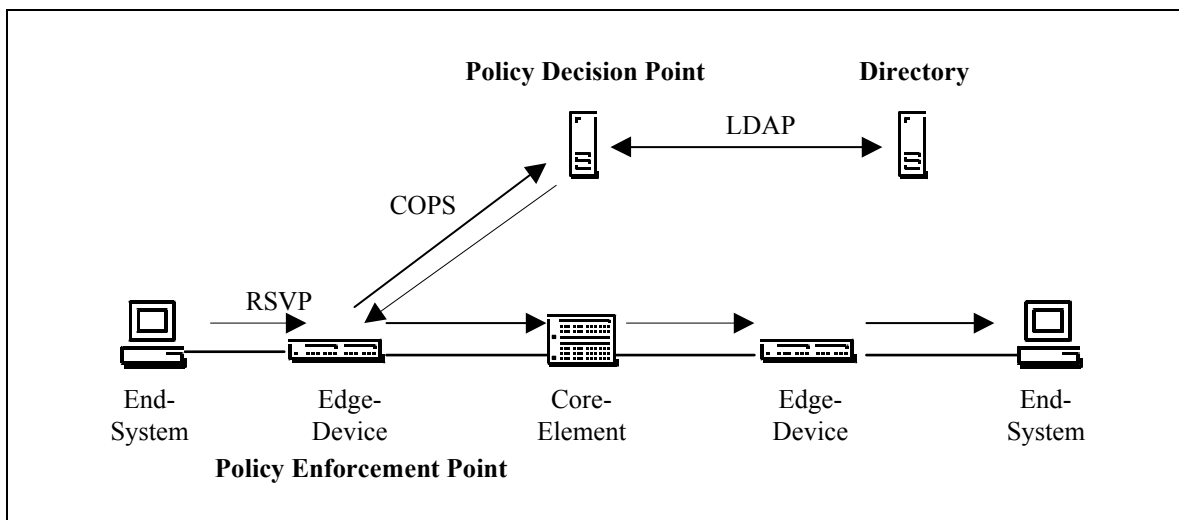 Policy Decision Point
Directory
LDAP
COPS
RSVP
End-
System
Edge-
Device
Core-
Element
Edge-
Device
End-
System
Policy Enforcement Point